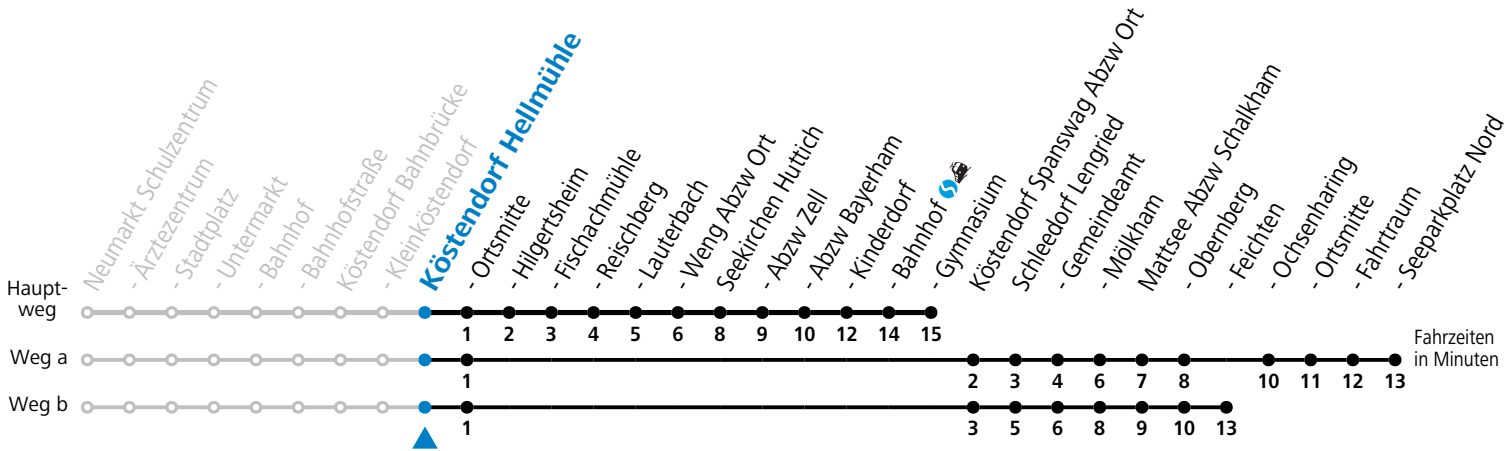 Neumarkt Schulzentrum
- Ärztezentrum
- Stadtplatz
- Untermarkt
- Bahnhof
- Bahnhofstraße
Köstendorf Bahnbrücke
- Kleinköstendorf
Köstendorf Hellmühle
- Ortsmitte
- Hilgertsheim
- Fischachmühle
- Reischberg
- Lauterbach
- Weng Abzw Ort
Seekirchen Huttich
- Abzw Zell
- Abzw Bayerham
- Kinderdorf
- Bahnhof
- Gymnasium
Köstendorf Spanswag Abzw Ort
Schleedorf Lengried
- Gemeindeamt
- Mölkham
Mattsee Abzw Schalkham
- Obernberg
- Feichten
- Ochsenharing
- Ortsmitte
- Fahrtraum
- Seeparkplatz Nord
Haupt-
weg
1 2 3 4 5 6 8 9 10 12 14 15
Weg a
1 2 3 4 6 7 8 10 11 12 13
Fahrzeiten
in Minuten
Weg b
1 3 5 6 8 9 10 13